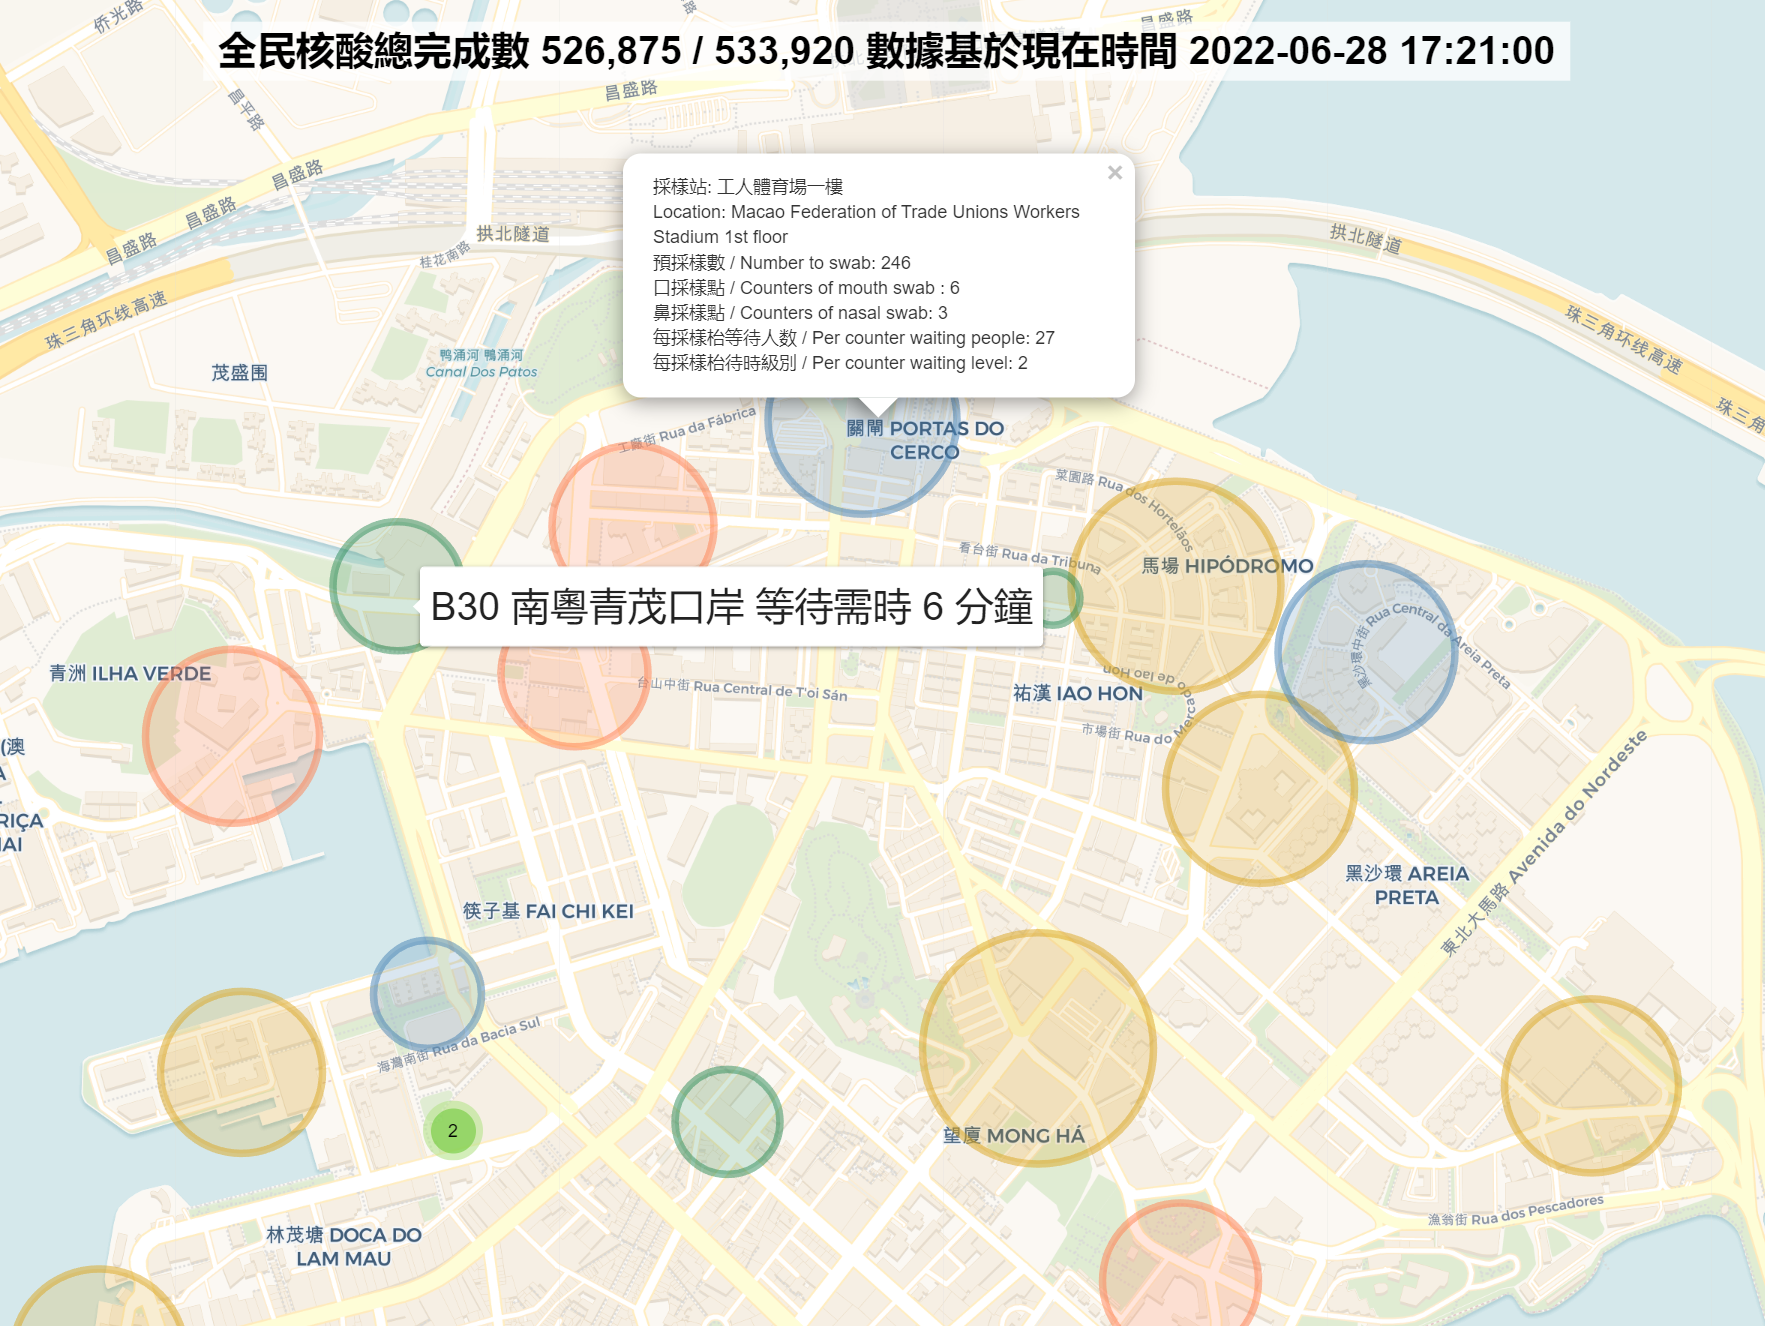 侨光路
昌盛路
全民核酸總完成數 526,875 / 533,920 數據基於現在時間 2022-06-28 17:21:00
昌平路
昌盛路
昌盛路
昌盛路
昌盛路
拱北隧道
桂花南路
拱北隧道
珠三角环线高速
珠三角环线高速
珠三角
×
採樣站: 工人體育場一樓
Location: Macao Federation of Trade Unions Workers
Stadium 1st floor
預採樣數 / Number to swab: 246
口採樣點 / Counters of mouth swab : 6
鼻採樣點 / Counters of nasal swab: 3
每採樣枱等待人数 / Per counter waiting people: 27
每採樣枱待時級別 / Per counter waiting level: 2
鸭涌河 鴨涌河
Canal Dos Patos
茂盛围
工廠街 Rua da Fábrica
關閘 PORTAS DO
CERCO
菜園路 Rua dos Hortelãos
看台街 Rua da Tribuna
馬場 HIPÓDROMO
B30 南粵青茂口岸 等待需時 6 分鐘
黑沙環中街 Rua Central da Areia Preta
青洲 ILHA VERDE
台山中街 Rua Central de T'oi Sán
祐漢 IAO HON
市場街 Rua do Mercado de Iao Hon
(澳
A
RIÇA
IAI
黑沙環 AREIA
PRETA
東北大馬路 Avenida do Nordeste
筷子基 FAI CHI KEI
海灣南街 Rua da Bacia Sul
2
望廈 MONG HÁ
漁翁街 Rua dos Pescadores
林茂塘 DOCA DO
LAM MAU